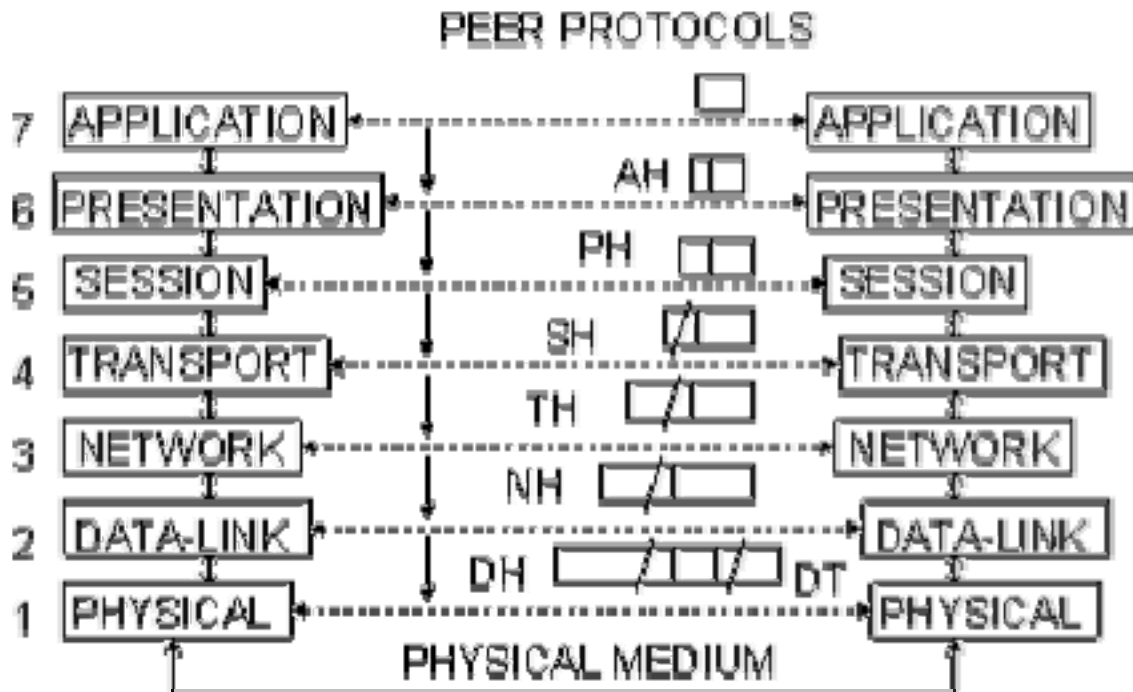 PEER PROTOCOLS
7 APPLICATION APPLICATION
AH
6 PRESENTATION PRESENTATION
PH
5 SESSION SESSION
SH
4 TRANSPORT TRANSPORT
TH
3 NETWORK NETWORK
NH
2 DATA-LINK DATA-LINK
DH DT
1 PHYSICAL PHYSICAL
PHYSICAL MEDIUM